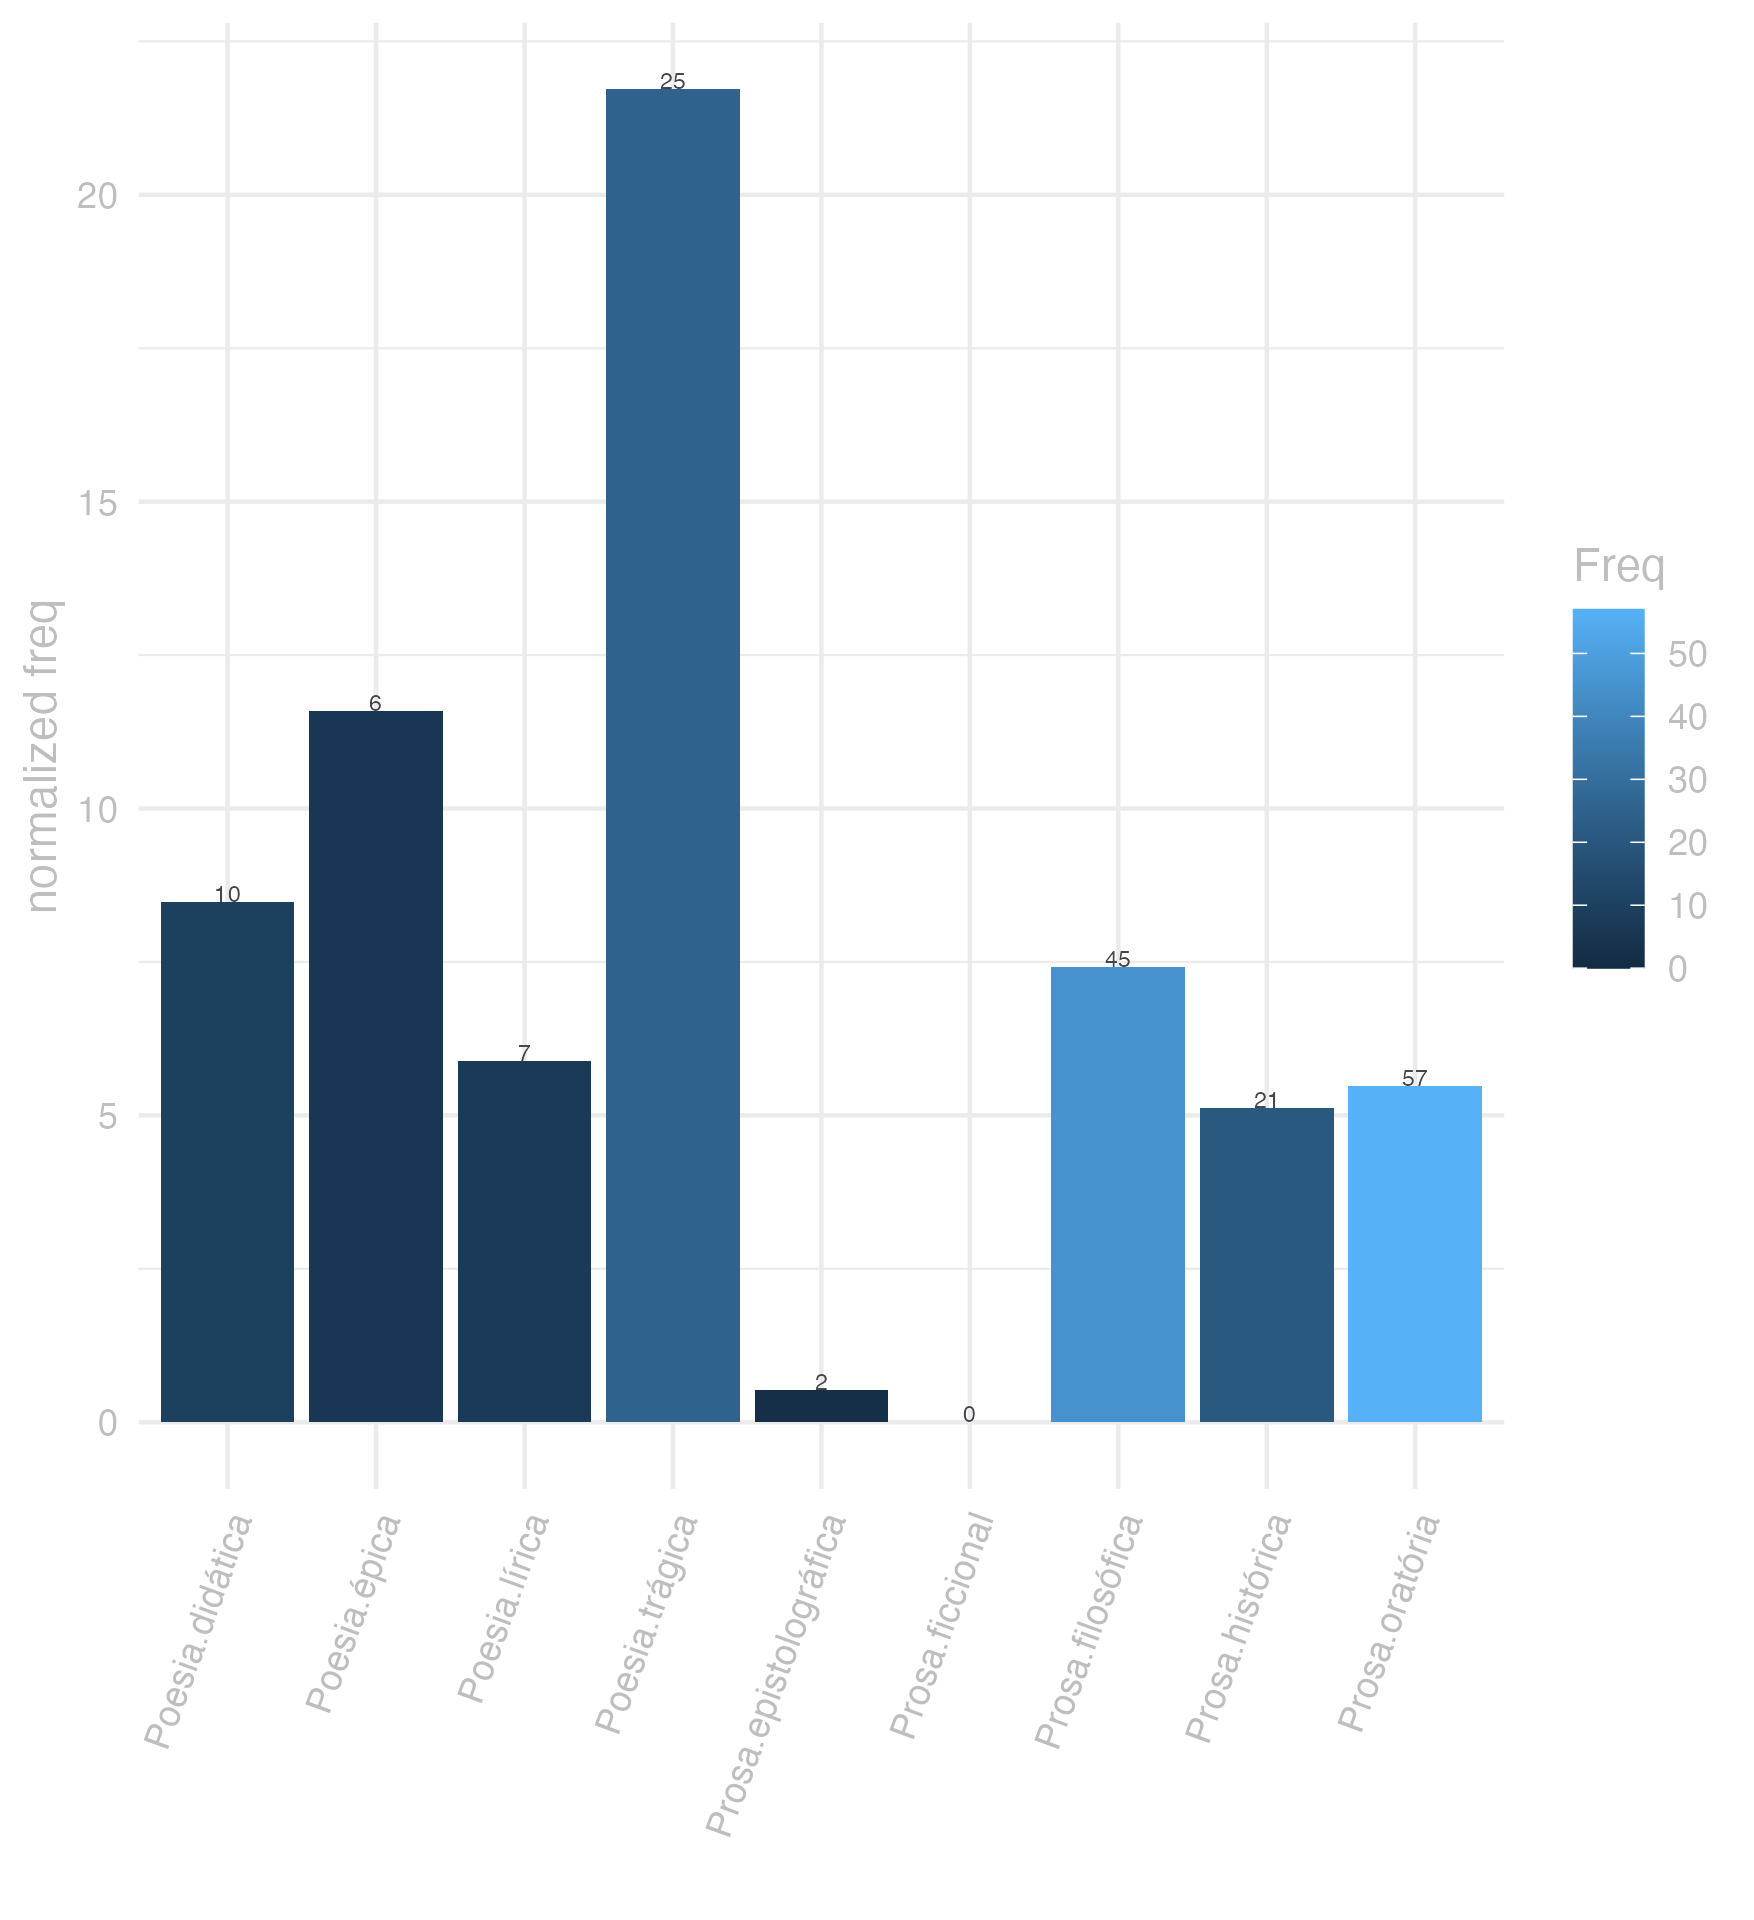 25
20
15
6
10
10
45
7
57
21
5
2
0
0
normalized freq
Freq
50
40
30
20
10
0
Poesia.didática
Poesia.épica
Poesia.lírica
Poesia.trágica
Prosa.epistolográfica
Prosa.ficcional
Prosa.filosófica
Prosa.histórica
Prosa.oratória